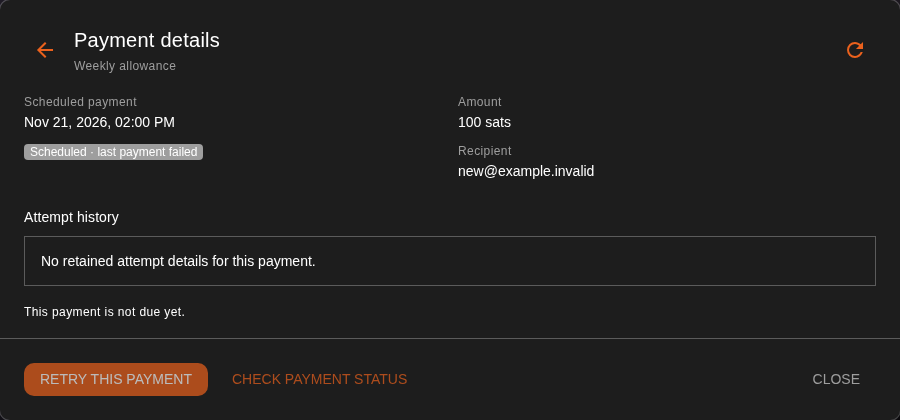 Payment details
Weekly allowance
Scheduled payment
Nov 21, 2026, 02:00 PM
Scheduled · last payment failed
Amount
100 sats
Recipient
new@example.invalid
Attempt history
No retained attempt details for this payment.
This payment is not due yet.
RETRY THIS PAYMENT
CHECK PAYMENT STATUS
CLOSE